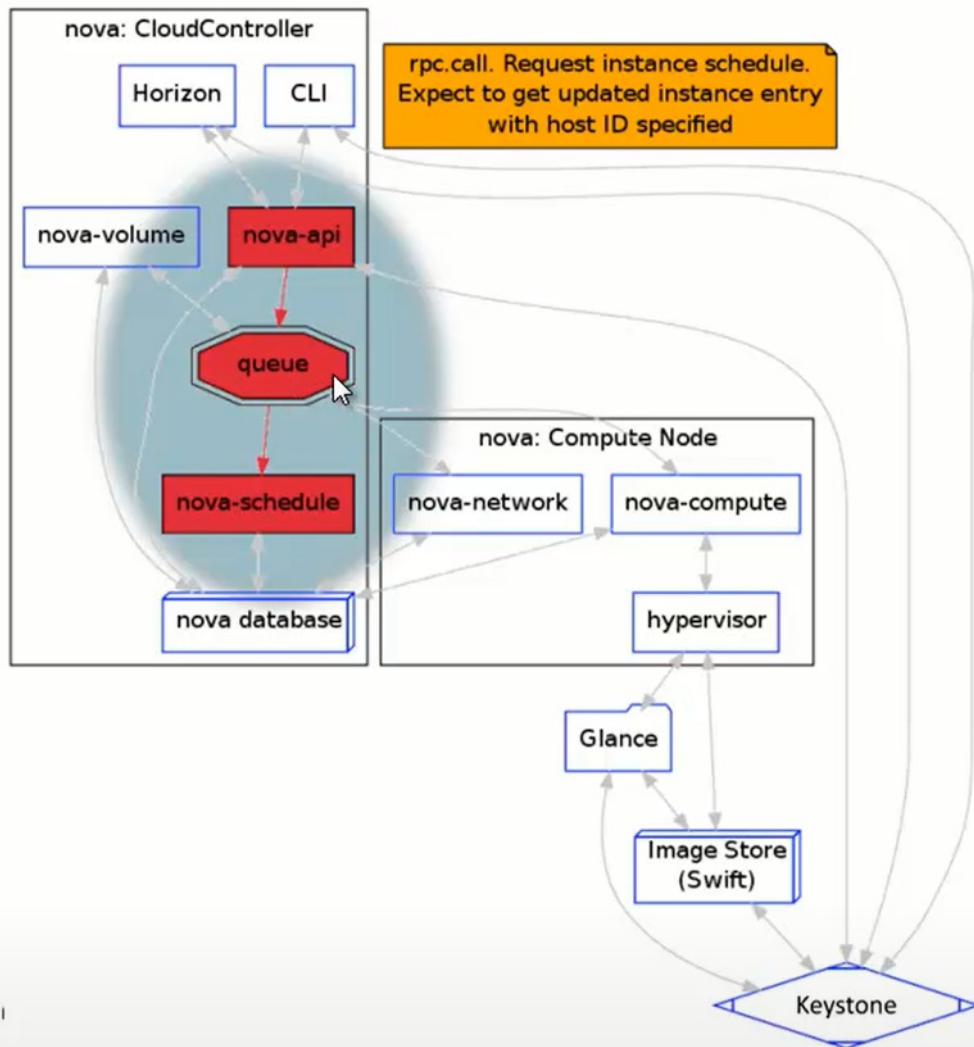 nova: CloudController
rpc.call. Request instance schedule.
Expect to get updated instance entry
with host ID specified
Horizon
CLI
nova-volume
nova-api
queue
nova: Compute Node
nova-schedule
nova-network
nova-compute
nova database
hypervisor
Glance
Image Store
(Swift)
Keystone